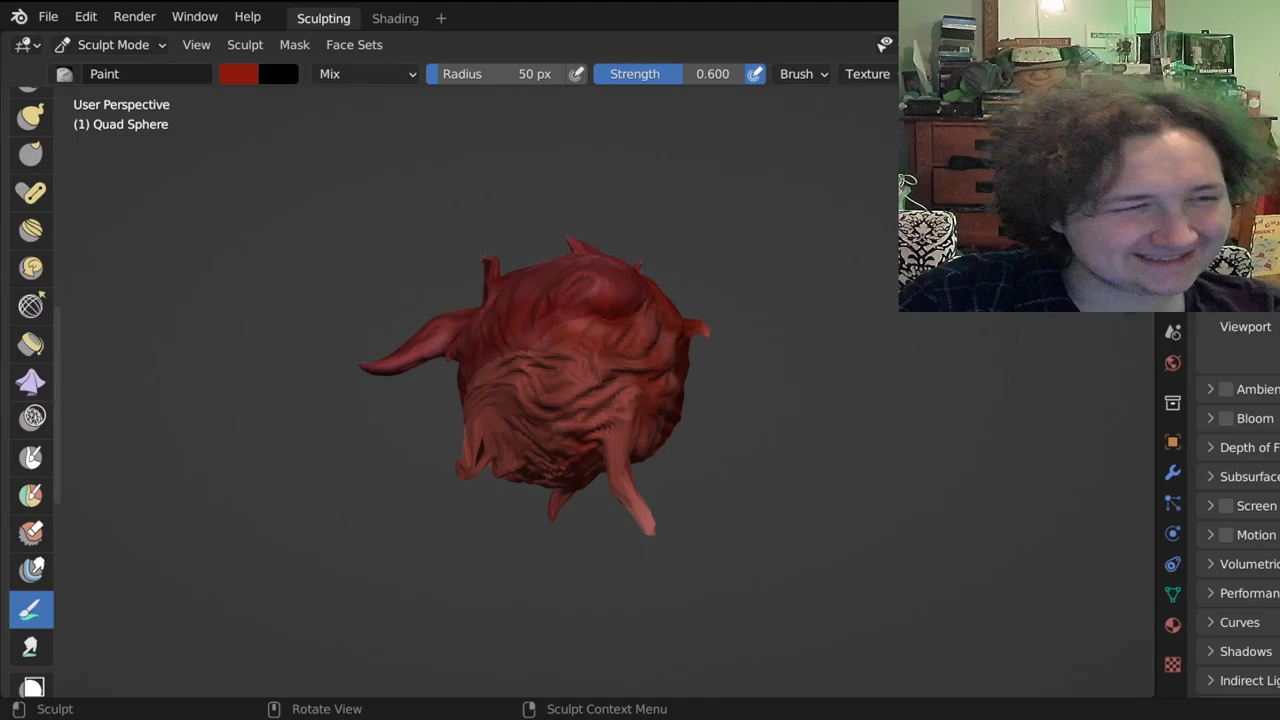 File Edit Render Window Help Sculpting Shading +
Sculpt Mode View Sculpt Mask Face Sets
Paint Mix Radius 50 px Strength 0.600 Brush Texture
User Perspective
(1) Quad Sphere
HALLOWEEN II
Viewport
Ambien
Bloom
Depth of F
Subsurface
Screen
Motion
Volumetric
Performan
Curves
Shadows
Indirect Lig
Sculpt Rotate View Sculpt Context Menu